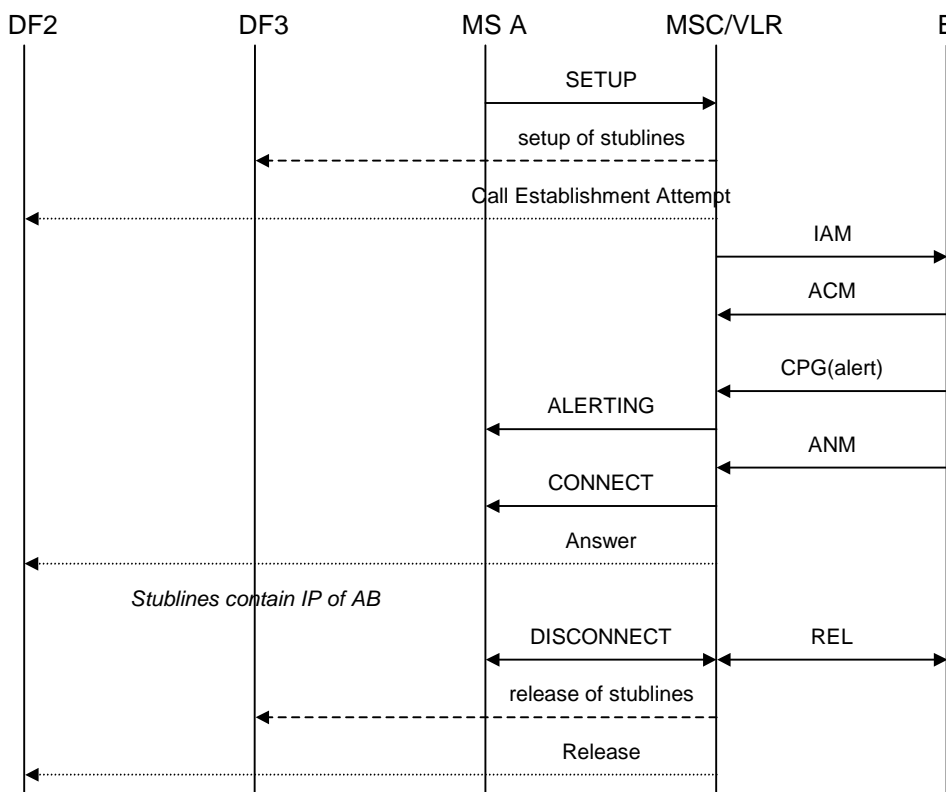 DF2 DF3 MS A MSC/VLR
SETUP
setup of stublines
Call Establishment Attempt
IAM
ACM
CPG(alert)
ALERTING
ANM
CONNECT
Answer
Stublines contain IP of AB
DISCONNECT REL
release of stublines
Release